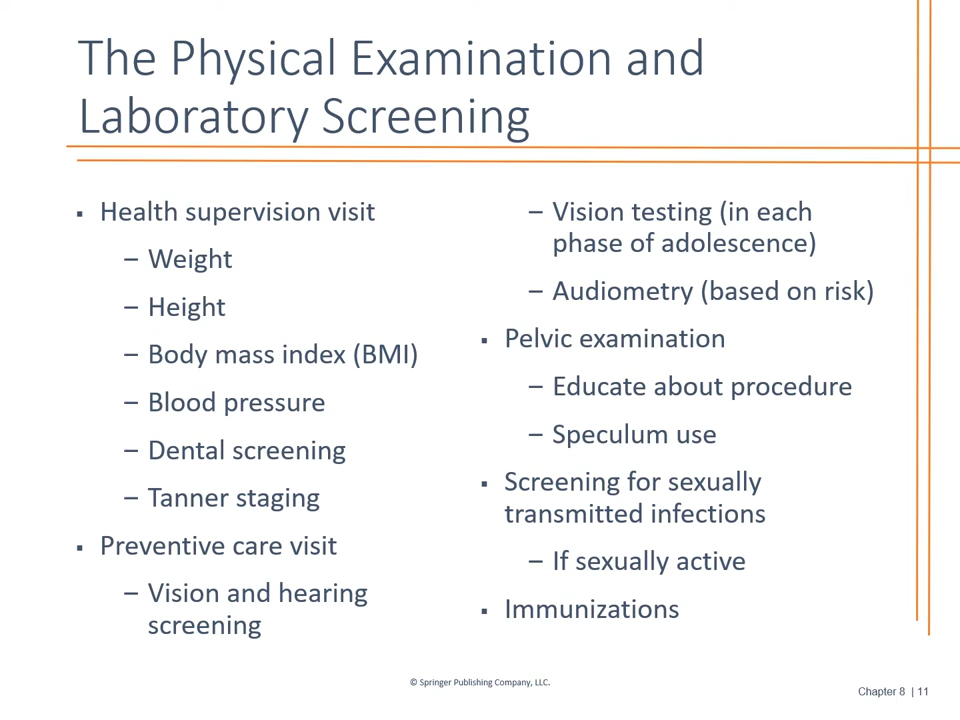 The Physical Examination and
Laboratory Screening
▪ Health supervision visit
– Weight
– Height
– Body mass index (BMI)
– Blood pressure
– Dental screening
– Tanner staging
▪ Preventive care visit
– Vision and hearing
screening
– Vision testing (in each
phase of adolescence)
– Audiometry (based on risk)
▪ Pelvic examination
– Educate about procedure
– Speculum use
▪ Screening for sexually
transmitted infections
– If sexually active
▪ Immunizations
© Springer Publishing Company, LLC.
Chapter 8 | 11